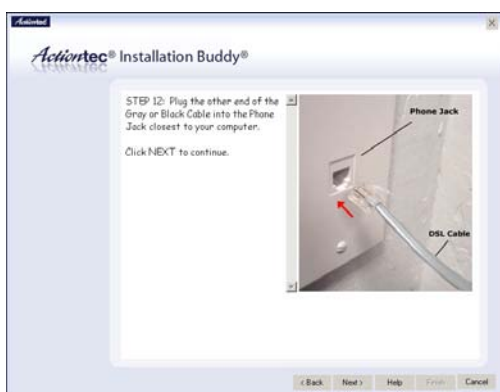 Actiontec
Actiontec® Installation Buddy®
STEP 12: Plug the other end of the
Gray or Black Cable into the Phone
Jack closest to your computer.
Click NEXT to continue.
Phone Jack
DSL Cable
< Back Next > Help Finish Cancel